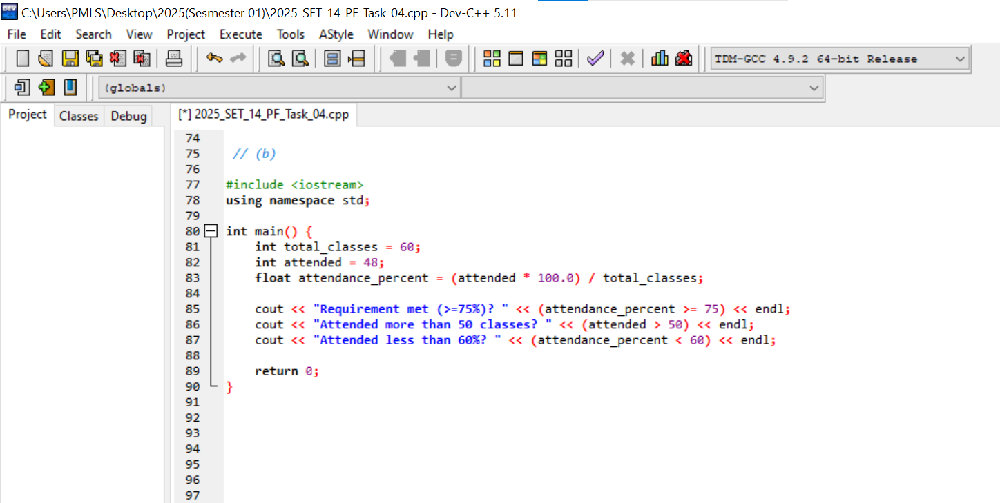 C:\Users\PMLS\Desktop\2025(Sesmester 01)\2025_SET_14_PF_Task_04.cpp - Dev-C++ 5.11
File Edit Search View Project Execute Tools AStyle Window Help
TDM-GCC 4.9.2 64-bit Release
(globals)
Project Classes Debug [*] 2025_SET_14_PF_Task_04.cpp
74
75 // (b)
76
77 #include <iostream>
78 using namespace std;
79
80 int main() {
81 int total_classes = 60;
82 int attended = 48;
83 float attendance_percent = (attended * 100.0) / total_classes;
84
85 cout << "Requirement met (>=75%)? " << (attendance_percent >= 75) << endl;
86 cout << "Attended more than 50 classes? " << (attended > 50) << endl;
87 cout << "Attended less than 60%? " << (attendance_percent < 60) << endl;
88
89 return 0;
90 }
91
92
93
94
95
96
97